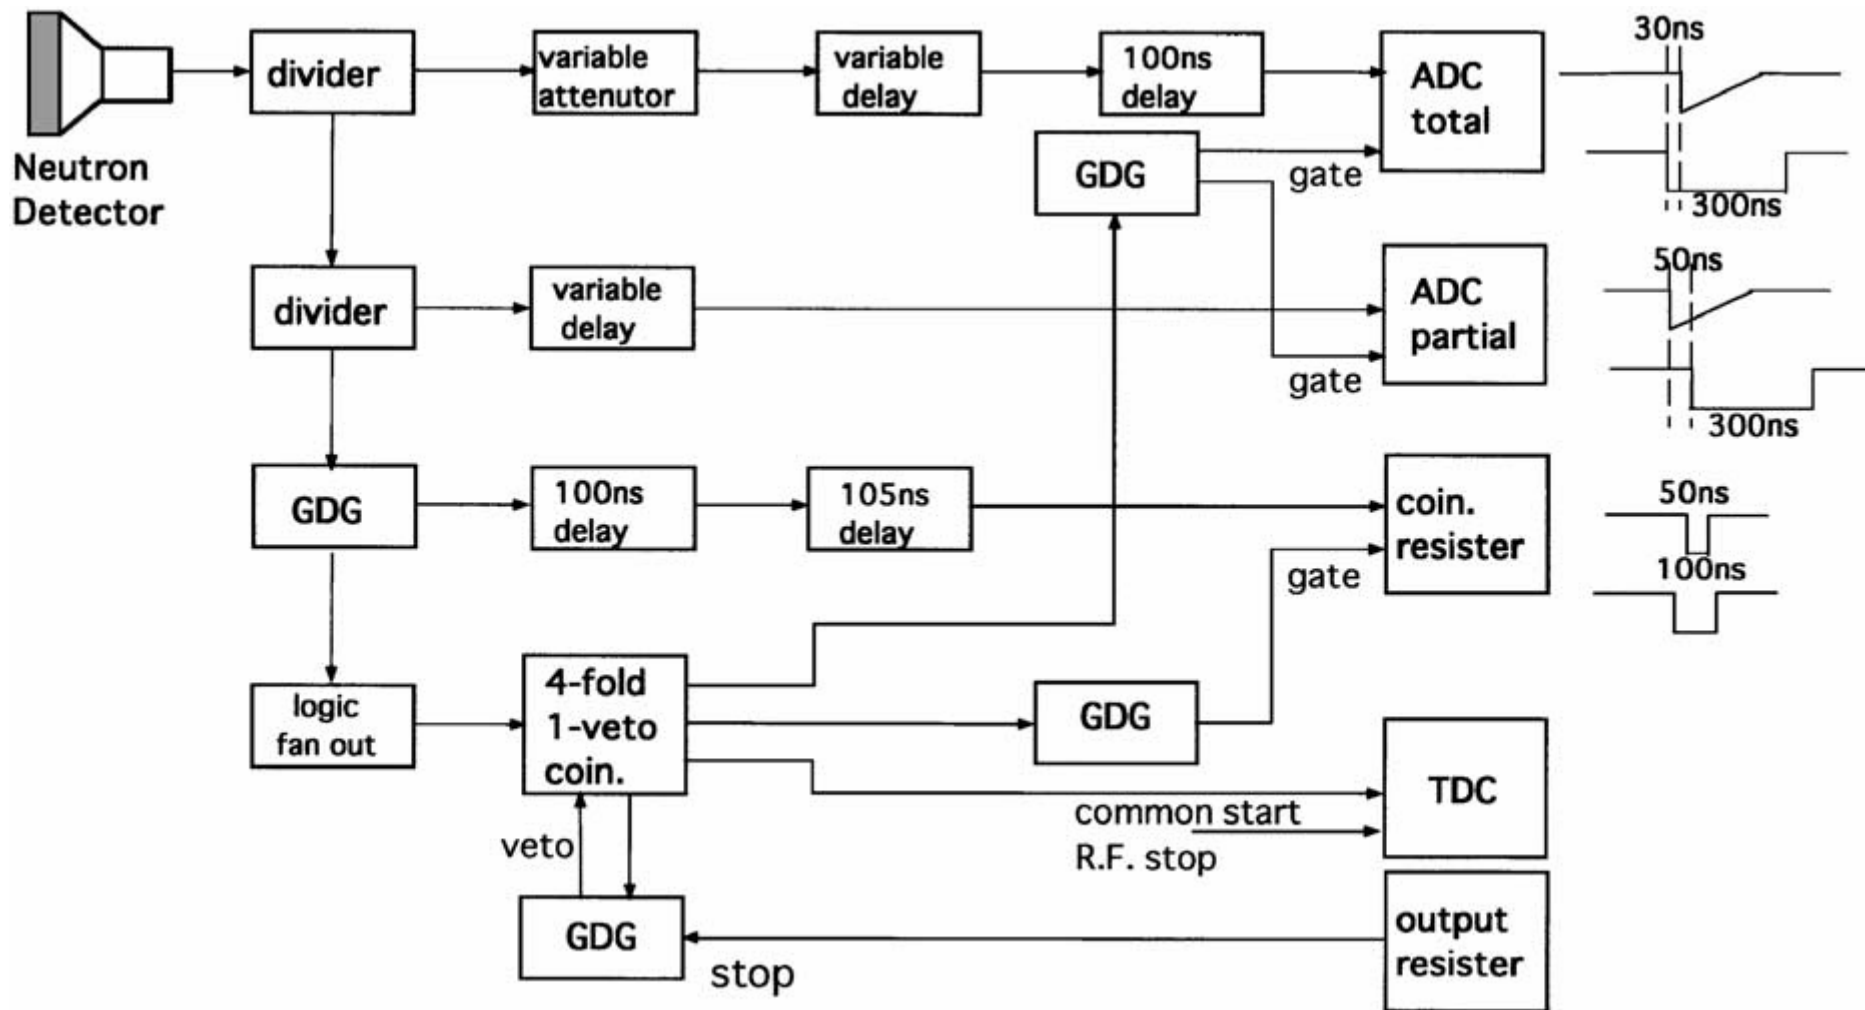 Neutron
Detector
divider
variable
attenutor
variable
delay
100ns
delay
ADC
total
30ns
300ns
GDG
gate
divider
variable
delay
ADC
partial
gate
50ns
300ns
GDG
100ns
delay
105ns
delay
coin.
resister
gate
50ns
100ns
logic
fan out
4-fold
1-veto
coin.
GDG
TDC
common start
R.F. stop
veto
GDG
stop
output
resister